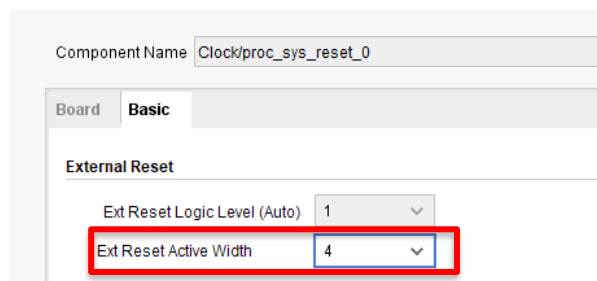 Component Name Clock/proc_sys_reset_0
Board Basic
External Reset
Ext Reset Logic Level (Auto) 1
Ext Reset Active Width 4